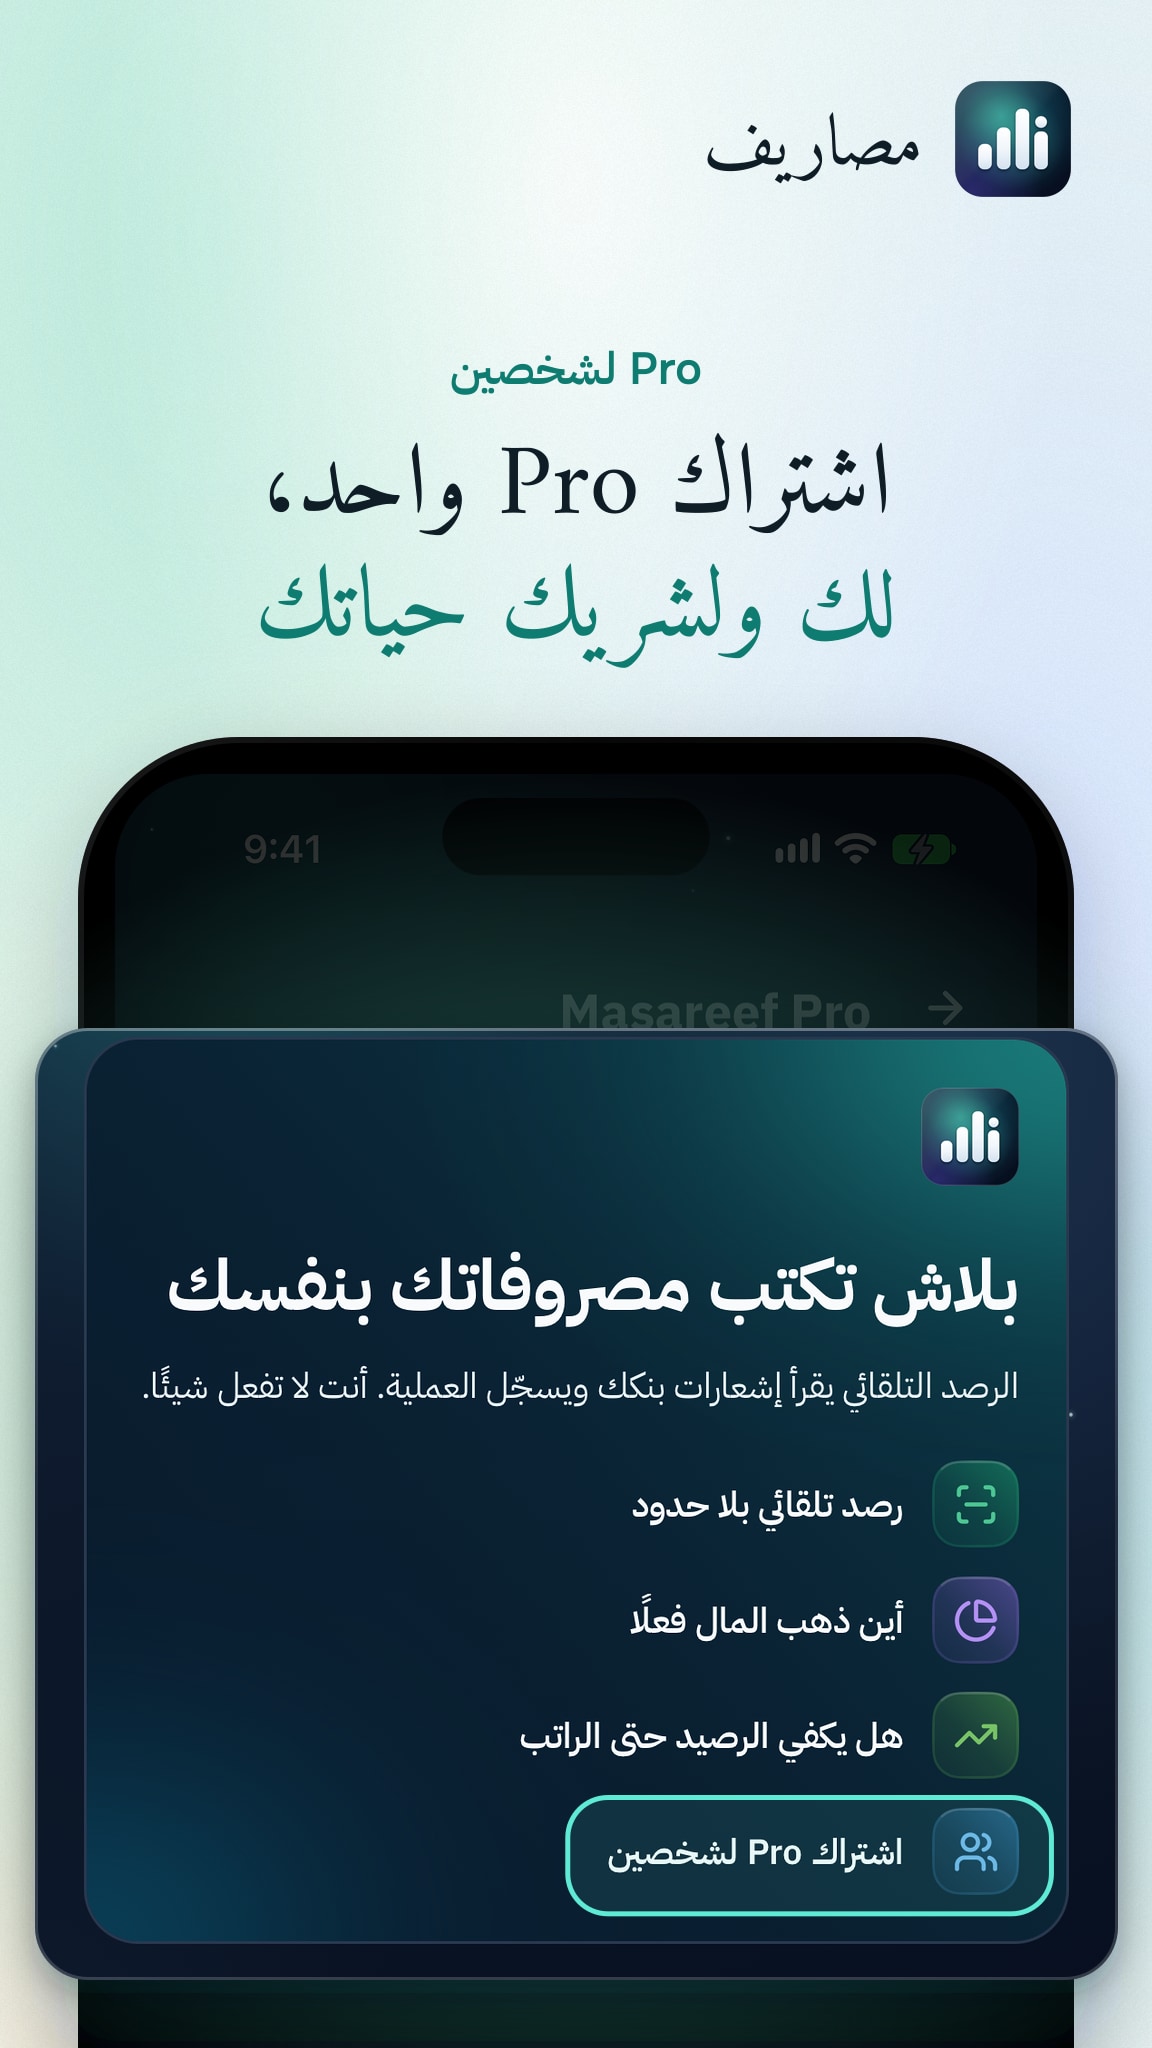 مصاريف
Pro لشخصين
اشتراك Pro واحد،
لك ولشريك حياتك
9:41
Masareef Pro
بلاش تكتب مصروفاتك بنفسك
الرصد التلقائي يقرأ إشعارات بنكك ويسجّل العملية. أنت لا تفعل شيئًا.
رصد تلقائي بلا حدود
أين ذهب المال فعلًا
هل يكفي الرصيد حتى الراتب
اشتراك Pro لشخصين